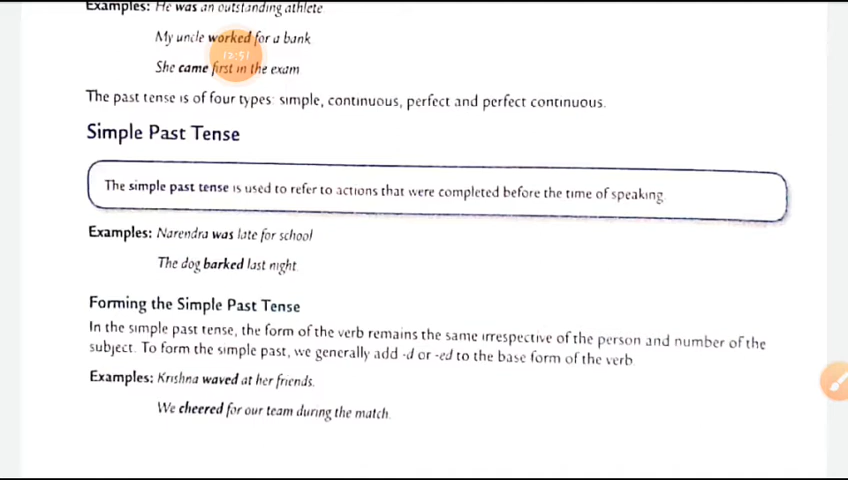 Examples: He was an outstanding athlete
My uncle worked for a bank
12:51
She came first in the exam
The past tense is of four types: simple, continuous, perfect and perfect continuous.
Simple Past Tense
The simple past tense is used to refer to actions that were completed before the time of speaking
Examples: Narendra was late for school
The dog barked last night
Forming the Simple Past Tense
In the simple past tense, the form of the verb remains the same irrespective of the person and number of the
subject. To form the simple past, we generally add -d or -ed to the base form of the verb
Examples: Krishna waved at her friends.
We cheered for our team during the match.